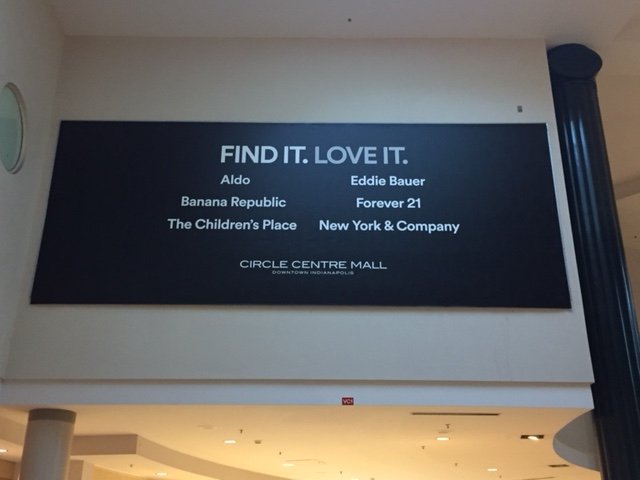 FIND IT. LOVE IT.
Aldo
Banana Republic
The Children's Place
Eddie Bauer
Forever 21
New York & Company
CIRCLE CENTRE MALL
DOWNTOWN INDIANAPOLIS
VC1